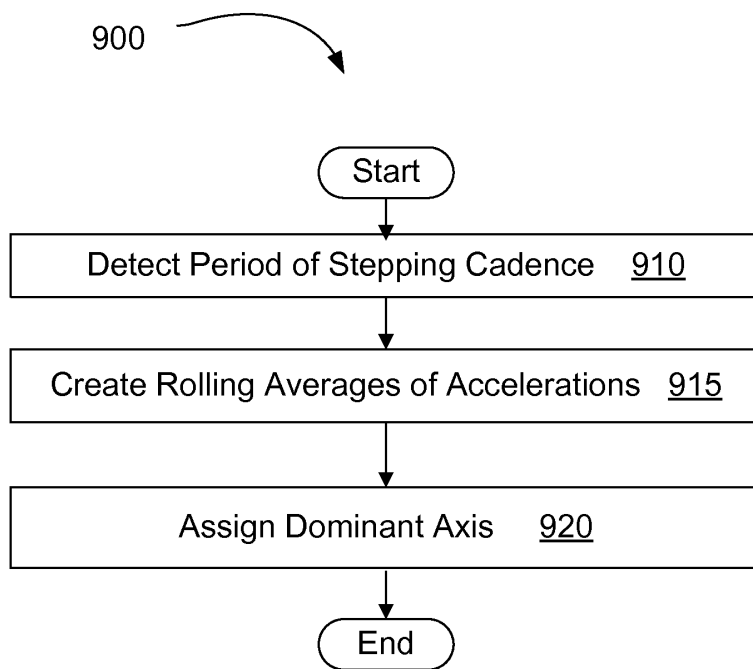 900
Start
Detect Period of Stepping Cadence 910
Create Rolling Averages of Accelerations 915
Assign Dominant Axis 920
End